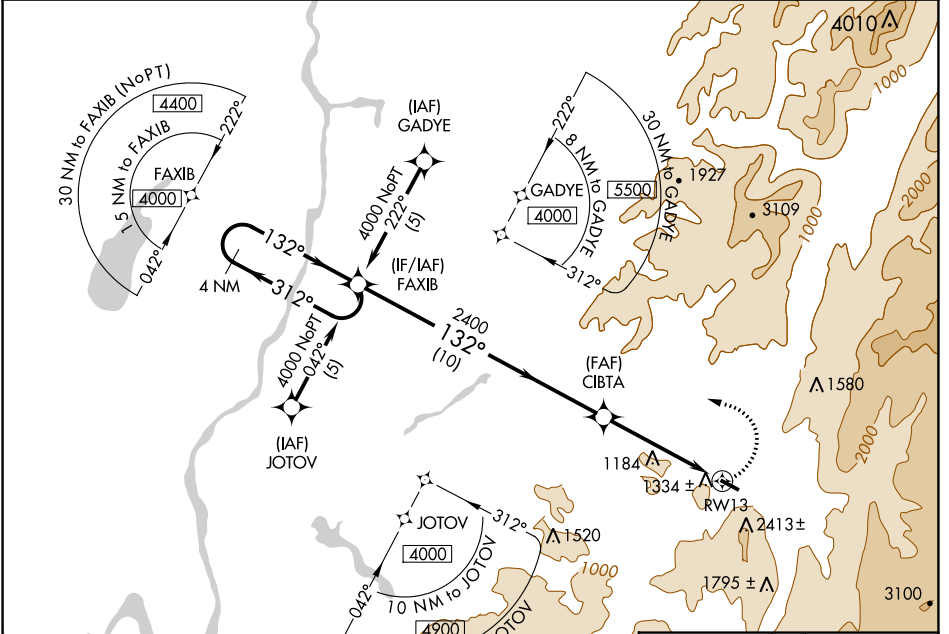 4010
1000
30 NM to FAXIB (NoPT)
4400
222°
15 NM to FAXIB
FAXIB
4000
042°
(IAF)
GADYE
4000 NoPT
222°
(5)
222°
30 NM to GADYE
8 NM to GADYE
GADYE
5500
4000
312°
1927
3109
1000
2000
132°
312°
4 NM
(IF/IAF)
FAXIB
2400
132°
(10)
4000 NoPT
042°
(5)
(IAF)
JOTOV
(FAF)
CIBTA
1580
2000
1184
1334 ±
RW13
2413±
1795 ±
3100
312°
JOTOV
4000
042°
10 NM to JOTOV
1520
1000
4900
OTOV